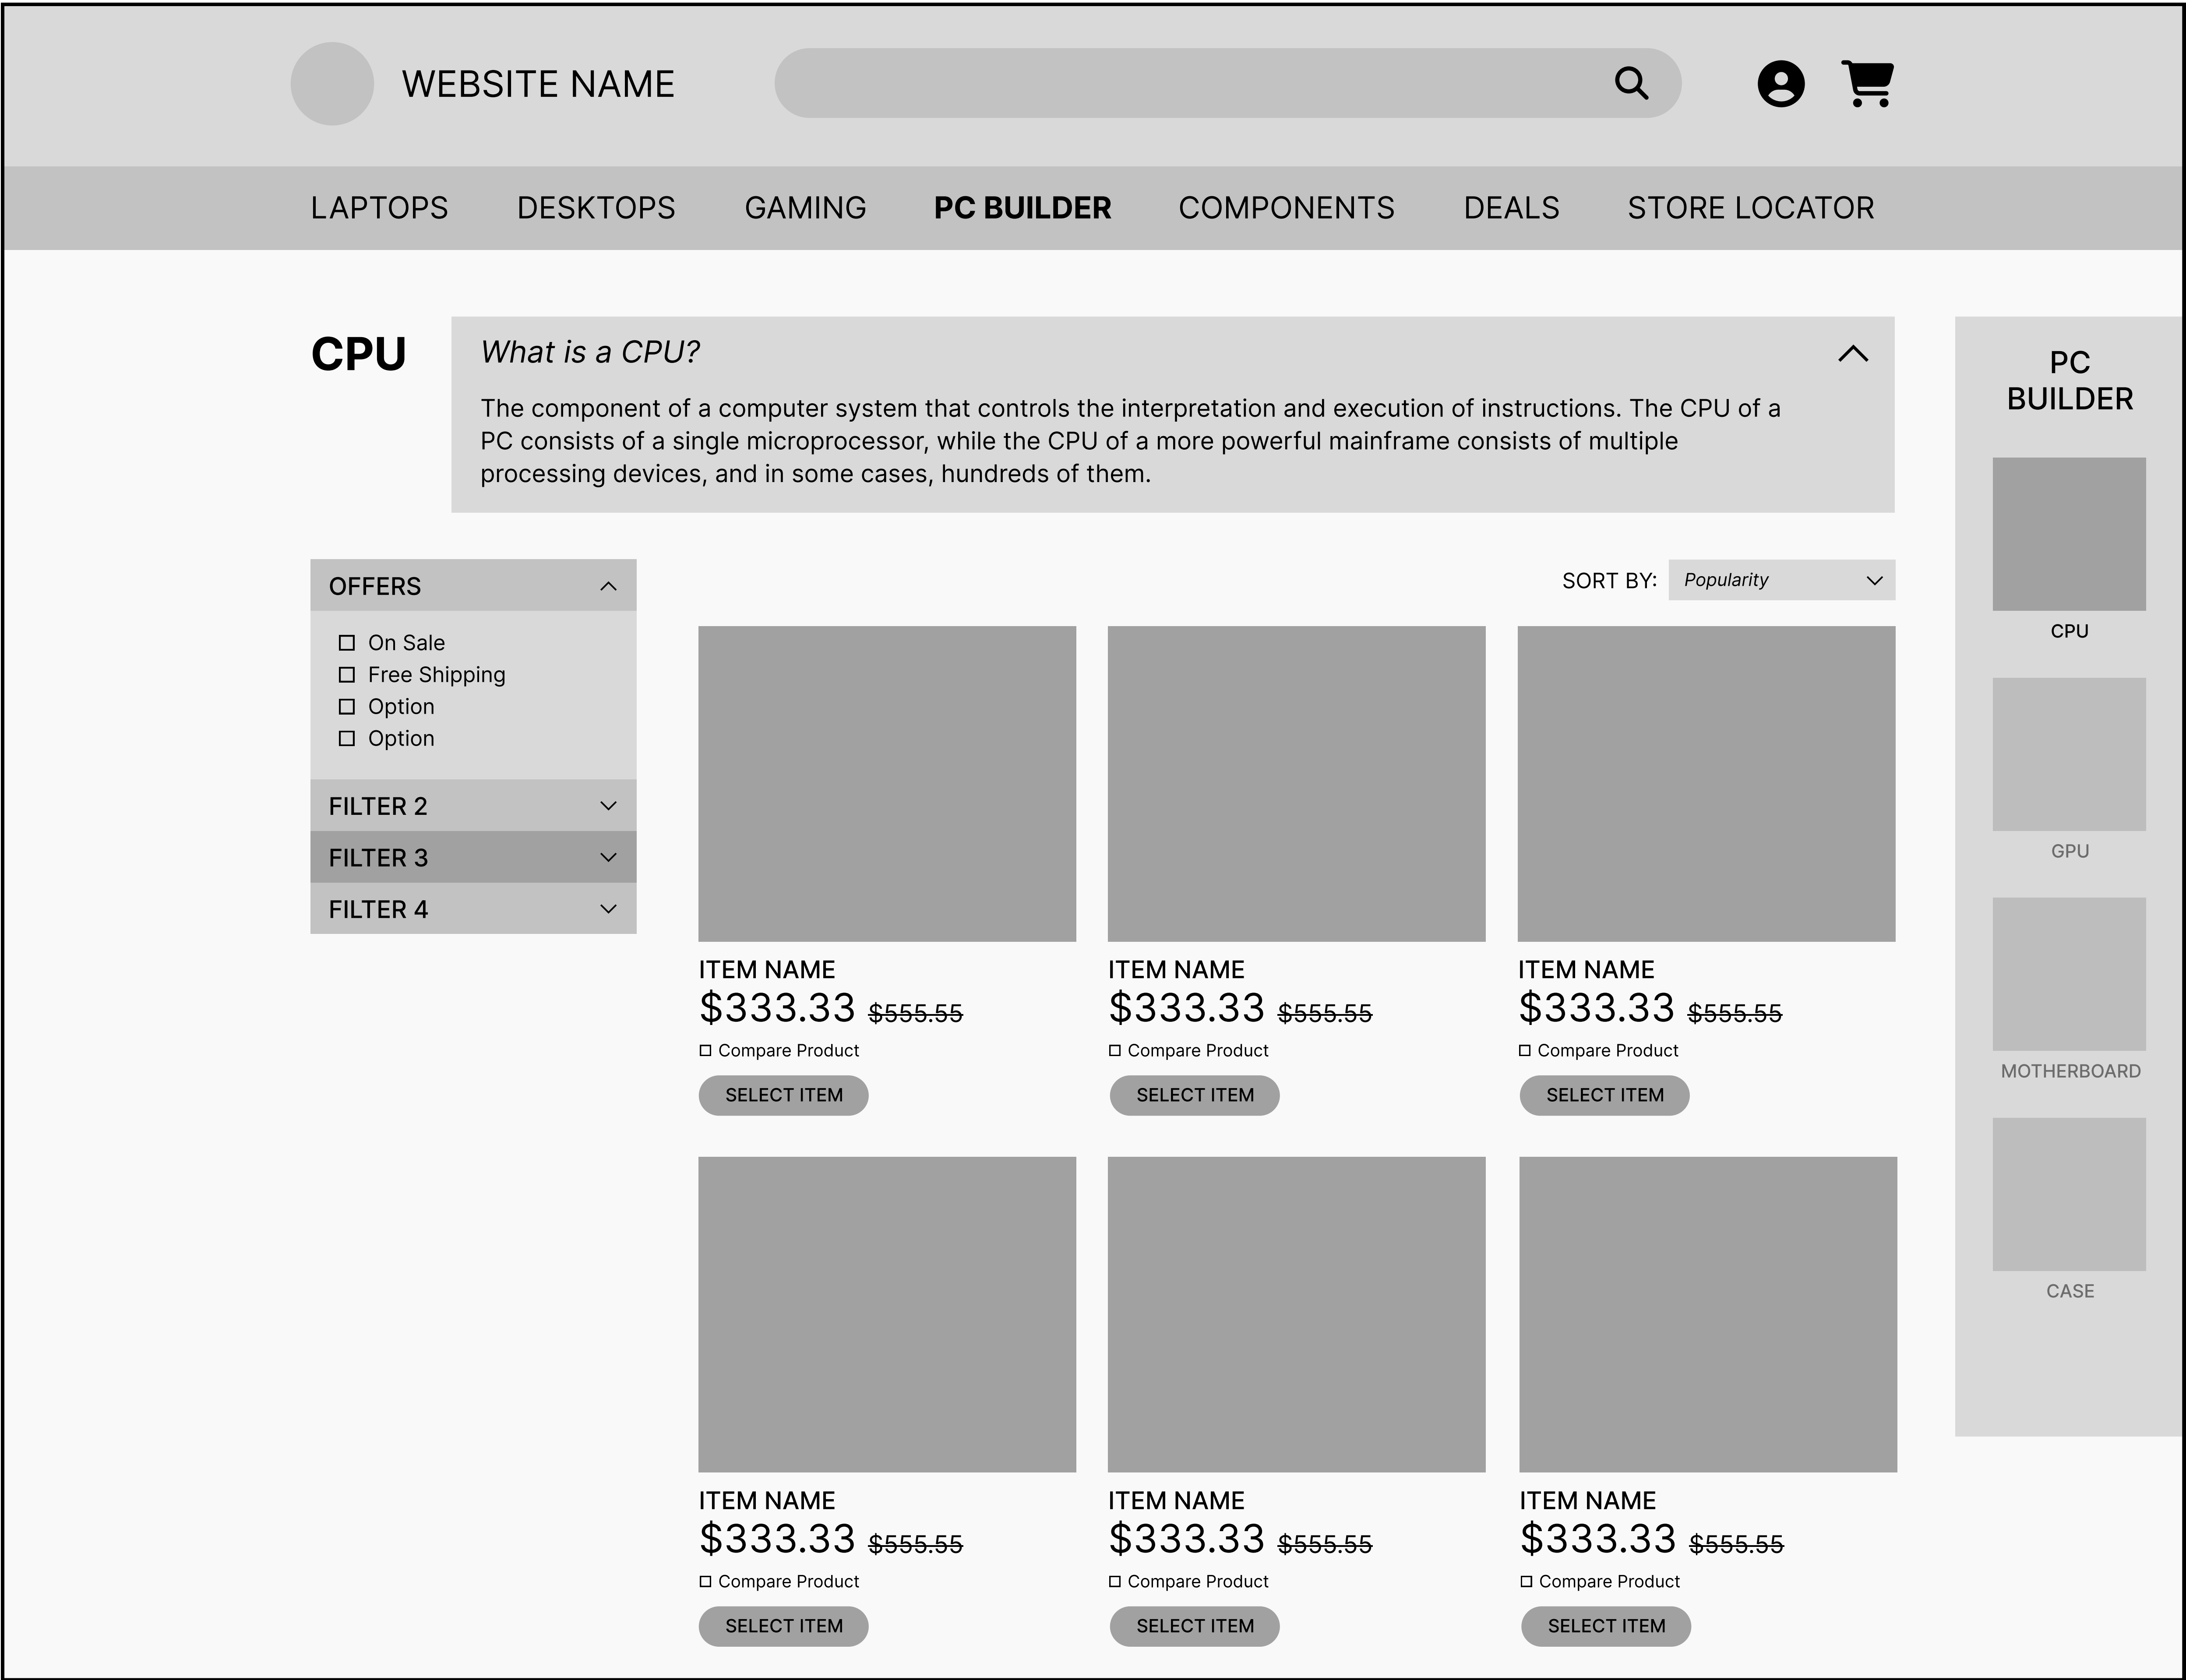 WEBSITE NAME
LAPTOPS DESKTOPS GAMING PC BUILDER COMPONENTS DEALS STORE LOCATOR
CPU
What is a CPU?
The component of a computer system that controls the interpretation and execution of instructions. The CPU of a
PC consists of a single microprocessor, while the CPU of a more powerful mainframe consists of multiple
processing devices, and in some cases, hundreds of them.
OFFERS
On Sale
Free Shipping
Option
Option
FILTER 2
FILTER 3
FILTER 4
SORT BY: Popularity
ITEM NAME
$333.33 $555.55
Compare Product
SELECT ITEM
ITEM NAME
$333.33 $555.55
Compare Product
SELECT ITEM
ITEM NAME
$333.33 $555.55
Compare Product
SELECT ITEM
ITEM NAME
$333.33 $555.55
Compare Product
SELECT ITEM
ITEM NAME
$333.33 $555.55
Compare Product
SELECT ITEM
ITEM NAME
$333.33 $555.55
Compare Product
SELECT ITEM
PC
BUILDER
CPU
GPU
MOTHERBOARD
CASE